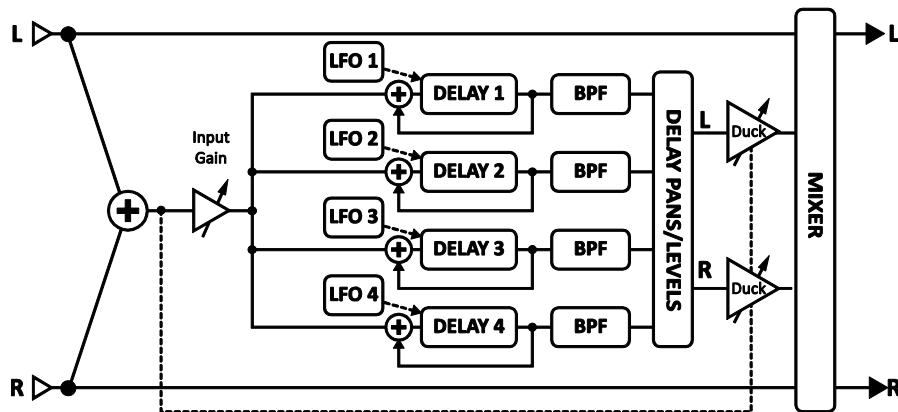 L
L
LFO 1
DELAY 1
BPF
LFO 2
DELAY 2
BPF
LFO 3
DELAY 3
BPF
LFO 4
DELAY 4
BPF
Input
Gain
+
+
+
+
+
DELAY PANS/LEVELS
L
Duck
R
Duck
MIXER
R
R